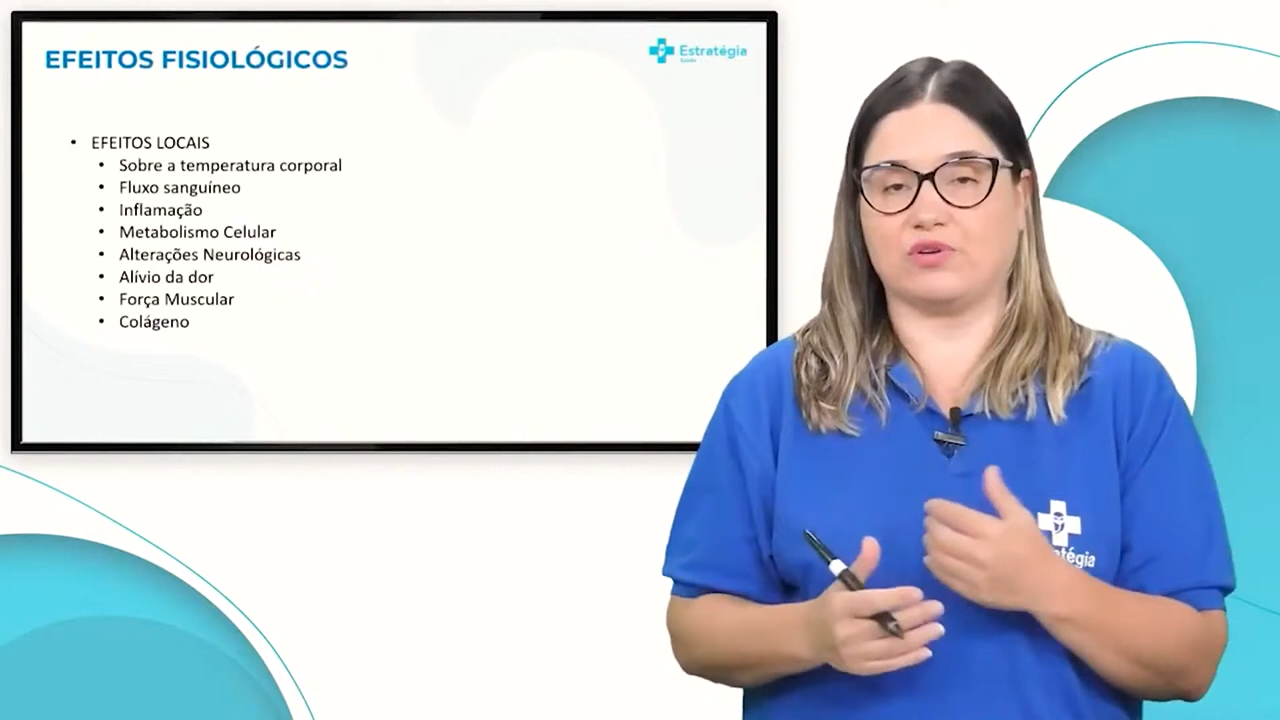 EFEITOS FISIOLÓGICOS
Estratégia
Saúde
• EFEITOS LOCAIS
• Sobre a temperatura corporal
• Fluxo sanguíneo
• Inflamação
• Metabolismo Celular
• Alterações Neurológicas
• Alívio da dor
• Força Muscular
• Colágeno